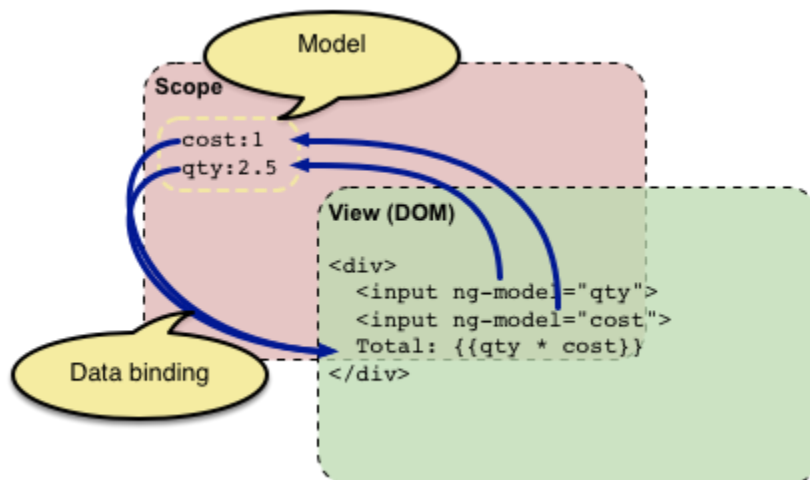 Model
Scope
cost:1
qty:2.5
View (DOM)
<div>
<input ng-model="qty">
<input ng-model="cost">
Total: {{qty * cost}}
</div>
Data binding